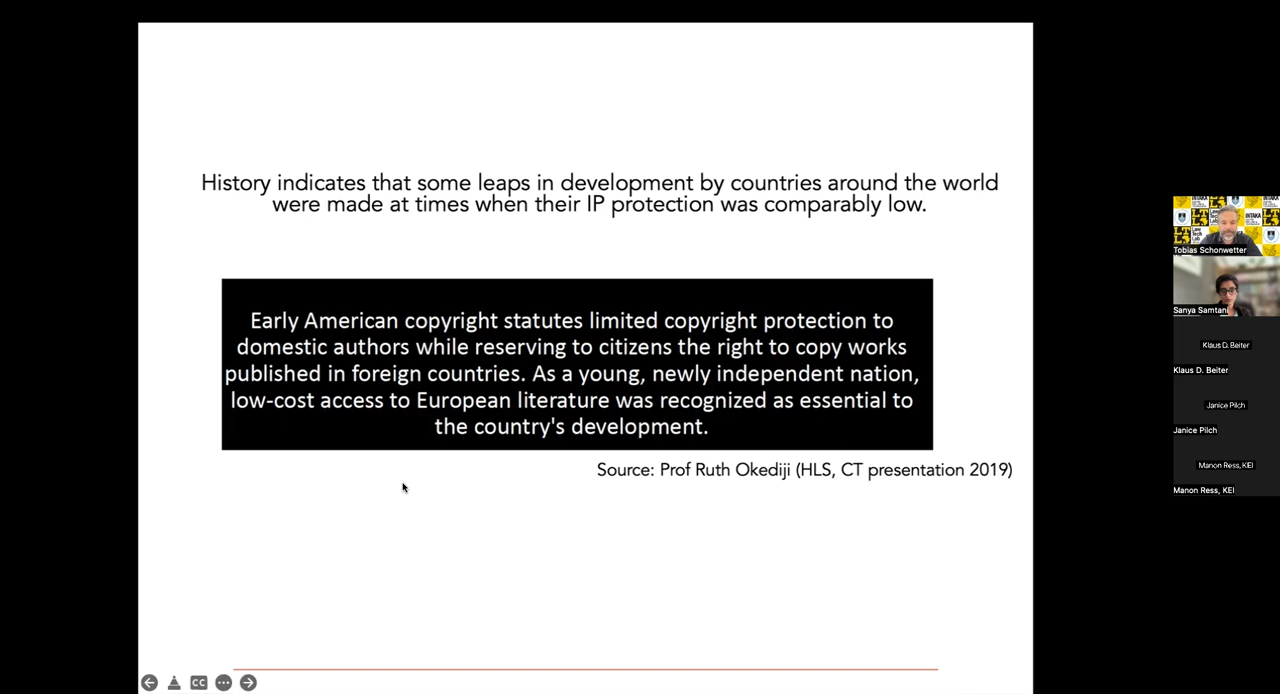 History indicates that some leaps in development by countries around the world
were made at times when their IP protection was comparably low.
Early American copyright statutes limited copyright protection to
domestic authors while reserving to citizens the right to copy works
published in foreign countries. As a young, newly independent nation,
low-cost access to European literature was recognized as essential to
the country's development.
Source: Prof Ruth Okediji (HLS, CT presentation 2019)
CC
INTAKA
Tobias Schonwetter
Sanya Samtani
Klaus D. Beiter
Klaus D. Beiter
Janice Pilch
Janice Pilch
Manon Ress, KEI
Manon Ress, KEI